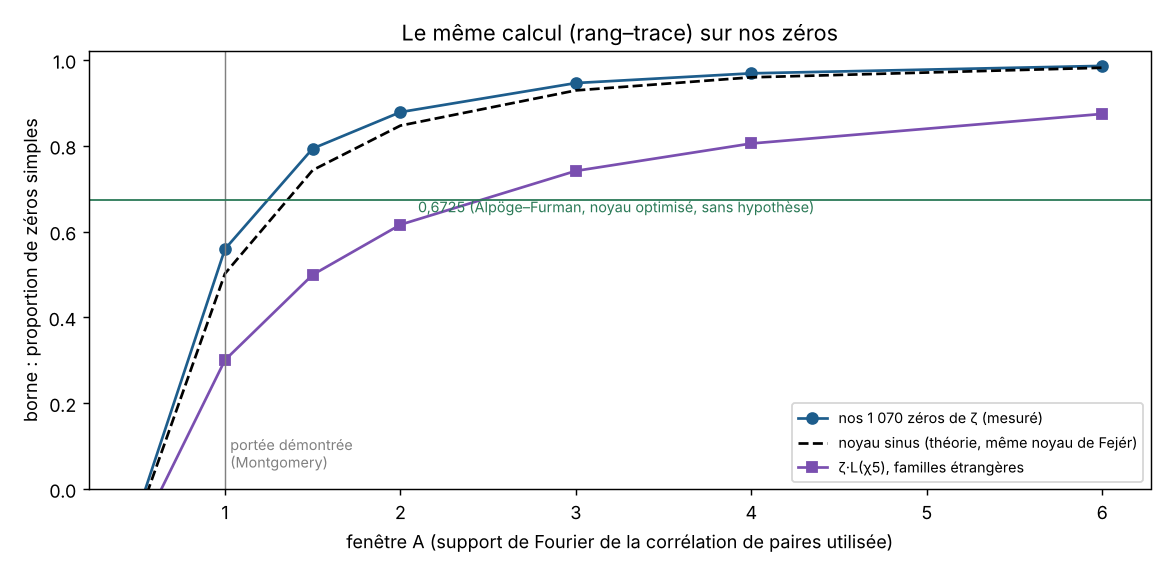 Le même calcul (rang–trace) sur nos zéros
borne : proportion de zéros simples
1.0
0.8
0.6
0.4
0.2
0.0
0,6725 (Alpöge–Furman, noyau optimisé, sans hypothèse)
portée démontrée
(Montgomery)
nos 1 070 zéros de ζ (mesuré)
noyau sinus (théorie, même noyau de Fejér)
ζ·L(χ5), familles étrangères
1
2
3
4
5
6
fenêtre A (support de Fourier de la corrélation de paires utilisée)